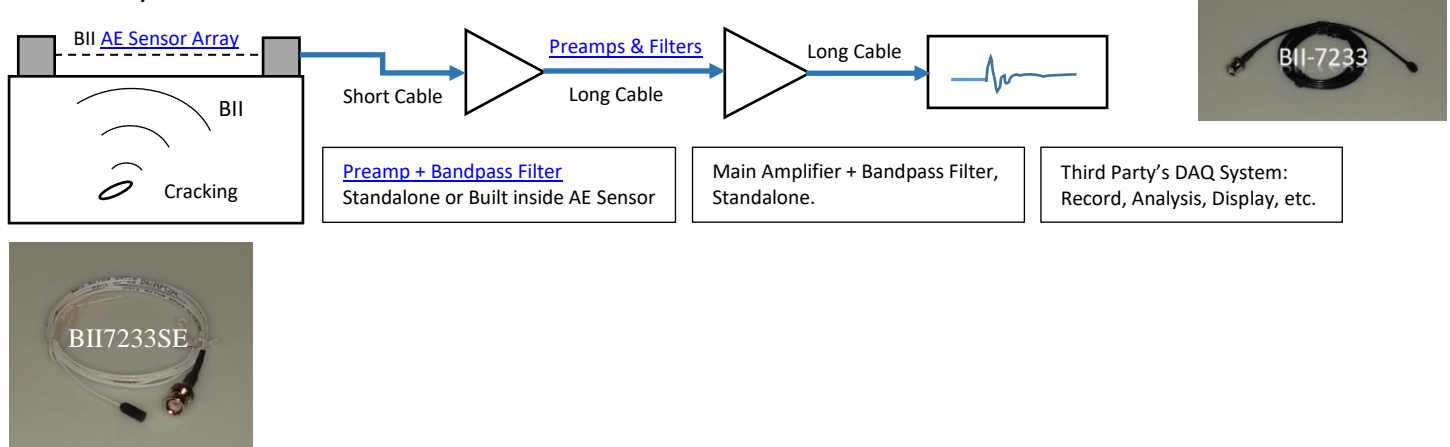 BII AE Sensor Array
Preamps & Filters
Long Cable
BII-7233
Short Cable
Long Cable
BII
Cracking
Preamp + Bandpass Filter
Standalone or Built inside AE Sensor
Main Amplifier + Bandpass Filter,
Standalone.
Third Party's DAQ System:
Record, Analysis, Display, etc.
BII7233SE